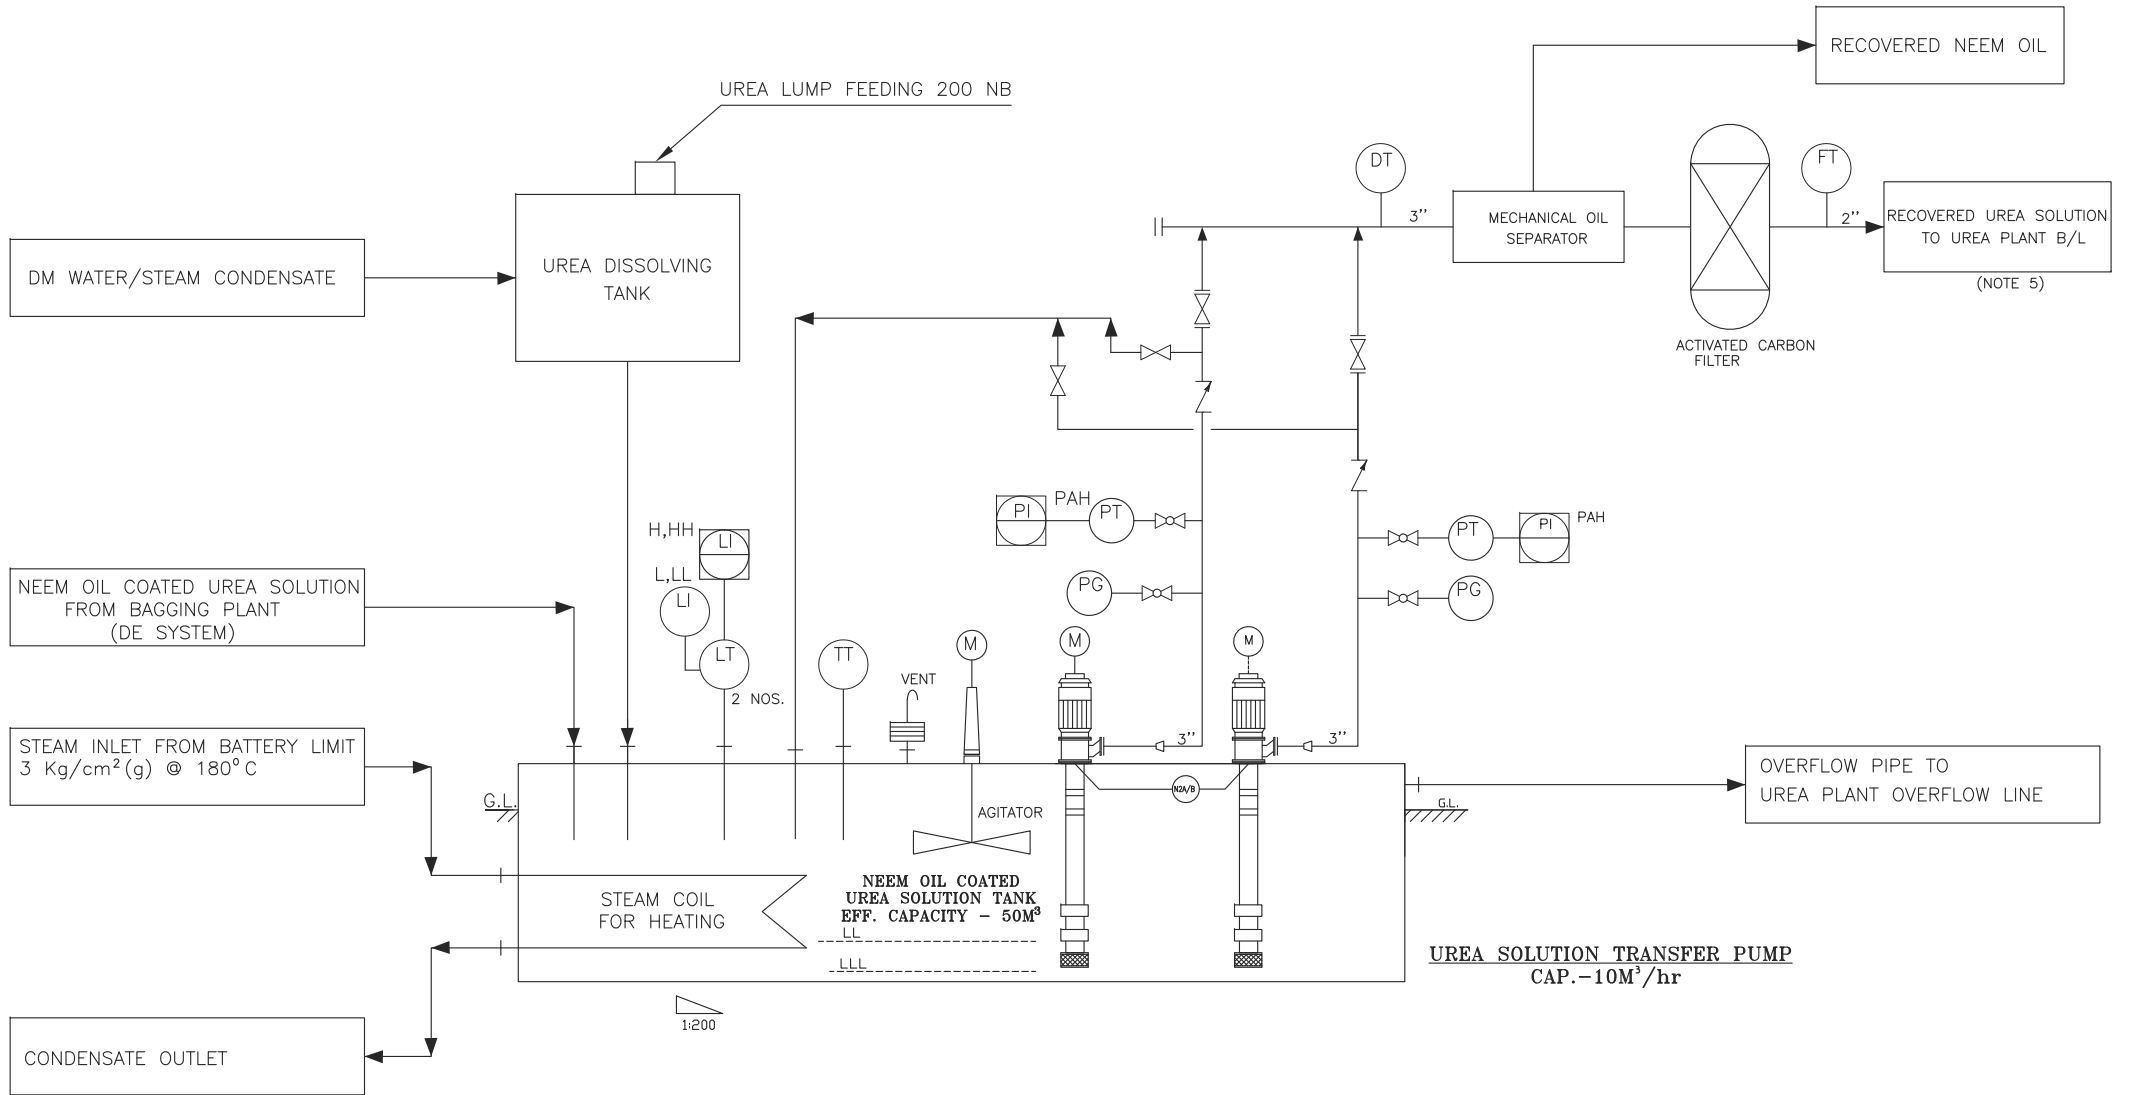 RECOVERED NEEM OIL
UREA LUMP FEEDING 200 NB
DT
FT
3''
MECHANICAL OIL
SEPARATOR
2''
RECOVERED UREA SOLUTION
TO UREA PLANT B/L
(NOTE 5)
DM WATER/STEAM CONDENSATE
UREA DISSOLVING
TANK
ACTIVATED CARBON
FILTER
PI
PAH
PT
PT
PI
PAH
H,HH
LI
L,LL
LI
PG
PG
NEEM OIL COATED UREA SOLUTION
FROM BAGGING PLANT
(DE SYSTEM)
LT
2 NOS.
TT
VENT
M
M
M
3''
3''
STEAM INLET FROM BATTERY LIMIT
3 Kg/cm²(g) @ 180°C
G.L.
N2A/B
AGITATOR
G.L.
OVERFLOW PIPE TO
UREA PLANT OVERFLOW LINE
STEAM COIL
FOR HEATING
NEEM OIL COATED
UREA SOLUTION TANK
EFF. CAPACITY - 50M³
LL
LLL
UREA SOLUTION TRANSFER PUMP
CAP.-10M³/hr
1:200
CONDENSATE OUTLET